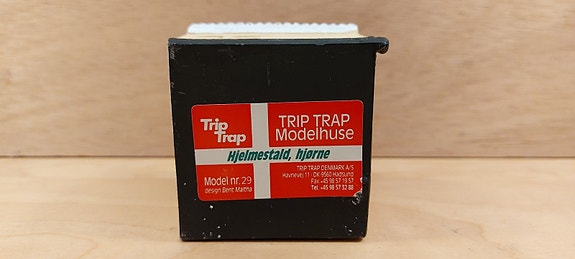 Trip
Trap
TRIP TRAP
Modelhuse
Hjelmestald, hjørne
Model nr. 29
design Bent Møltha
TRIP TRAP DENMARK A/S
Havnevej 11 · DK 9560 Hadsund
Fax +45 98 57 19 57
Tel. +45 98 57 32 88